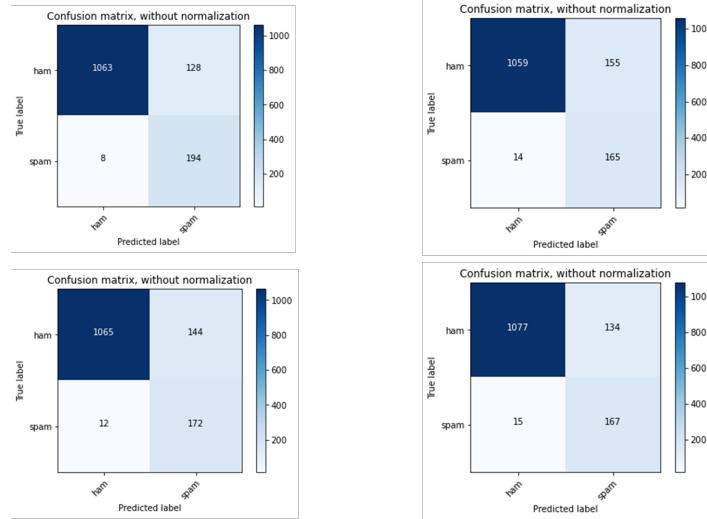 Confusion matrix, without normalization
True label
ham
1063
128
spam
8
194
ham
spam
Predicted label
1000
800
600
400
200
Confusion matrix, without normalization
True label
ham
1059
155
spam
14
165
ham
spam
Predicted label
100
800
600
400
200
Confusion matrix, without normalization
True label
ham
1065
144
spam
12
172
ham
spam
Predicted label
1000
800
600
400
200
Confusion matrix, without normalization
True label
ham
1077
134
spam
15
167
ham
spam
Predicted label
100
800
600
400
200